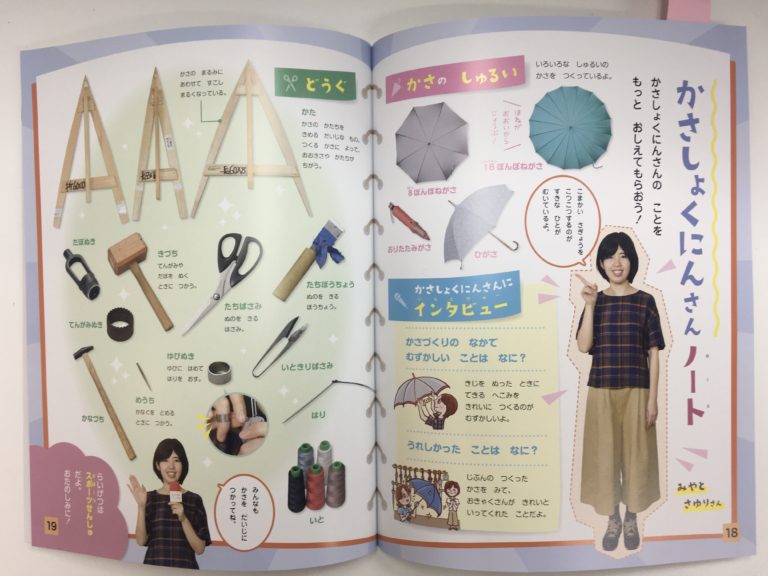 かさしょくにんさん ノート
かさしょくにんさんの ことを
もっと おしえてもらおう！
かさの しゅるい
いろいろな しゅるいの
かさを つくっているよ。
ほねが
おおいから
じょうぶ！
8ぽんぼねがさ
16ぽんぼねがさ
おりたたみがさ
ひがさ
こまかい さぎょうを
こつこつするのが
すきな ひとが
むいているよ。
かさしょくにんさんに
インタビュー
かさづくりの なかで
むずかしい ことは なに？
きじを ぬった ときに
できる へこみを
きれいに つくるのが
むずかしいよ。
うれしかった ことは なに？
じぶんの つくった
かさを みて、
おきゃくさんが きれいと
いってくれた ことだよ。
みやと
さゆりさん
18
どうぐ
かさの まるみに
あわせて すこし
まるくなっている。
かた
かさの かたちを
きめる だいじな もの。
つくる かさに よって、
おおきさや かたちが
ちがう。
だぼぬき
きづち
てんがみや
だぼを ぬく
ときに つかう。
たちばさみ
ぬのを きる
はさみ。
たちぼうちょう
ぬのを きる
ほうちょう。
てんがみぬき
ゆびぬき
ゆびに はめて
はりを おす。
いときりばさみ
かなづち
めうち
かなぐを とめる
ときに つかう。
はり
いと
みんなも
かさを だいじに
つかってね。
らいげつは
スポーツせんしゅ
だよ。
おたのしみに！
19